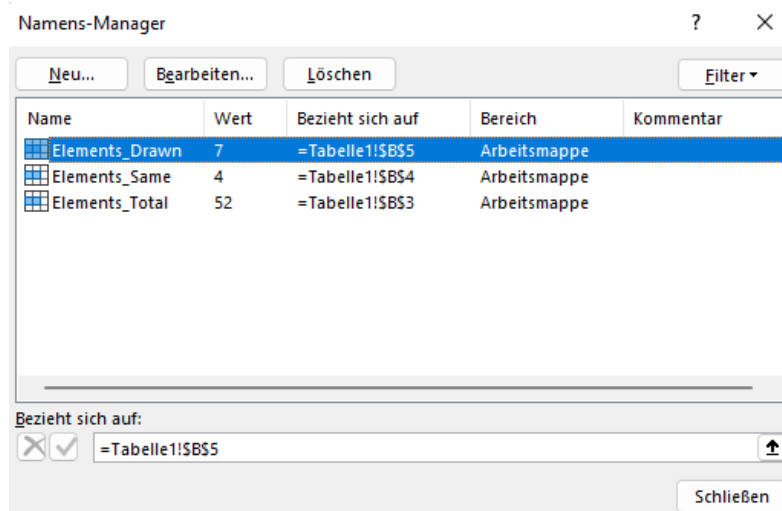 Namens-Manager ? ×
Neu... Bearbeiten... Löschen Filter
Name Wert Bezieht sich auf Bereich Kommentar
Elements_Drawn 7 =Tabelle1!$B$5 Arbeitsmappe
Elements_Same 4 =Tabelle1!$B$4 Arbeitsmappe
Elements_Total 52 =Tabelle1!$B$3 Arbeitsmappe
Bezieht sich auf:
=Tabelle1!$B$5
Schließen